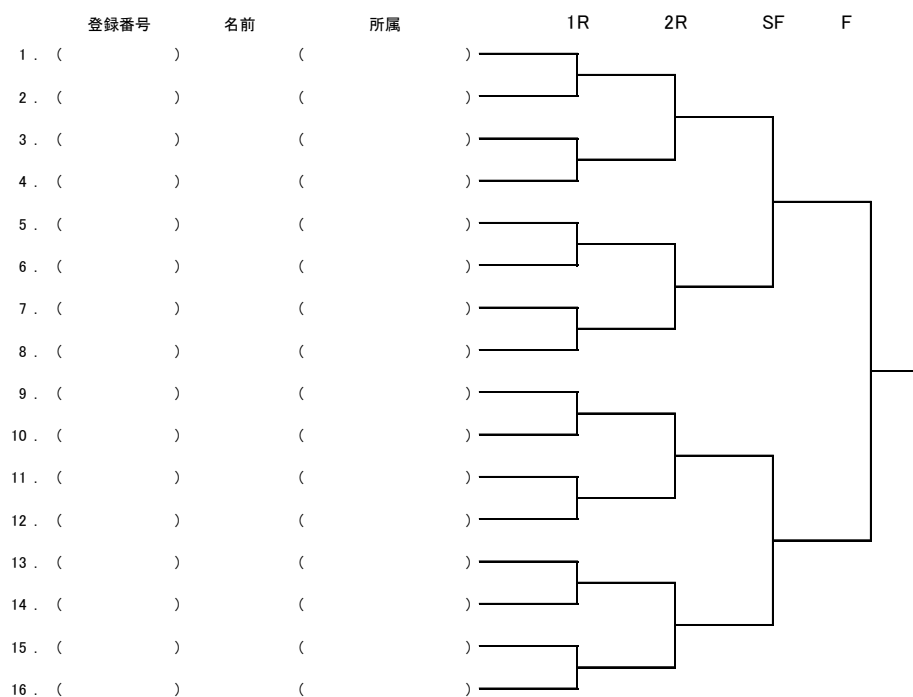 登録番号 名前 所属 1R 2R SF F
1. ( ) ( )
2. ( ) ( )
3. ( ) ( )
4. ( ) ( )
5. ( ) ( )
6. ( ) ( )
7. ( ) ( )
8. ( ) ( )
9. ( ) ( )
10. ( ) ( )
11. ( ) ( )
12. ( ) ( )
13. ( ) ( )
14. ( ) ( )
15. ( ) ( )
16. ( ) ( )